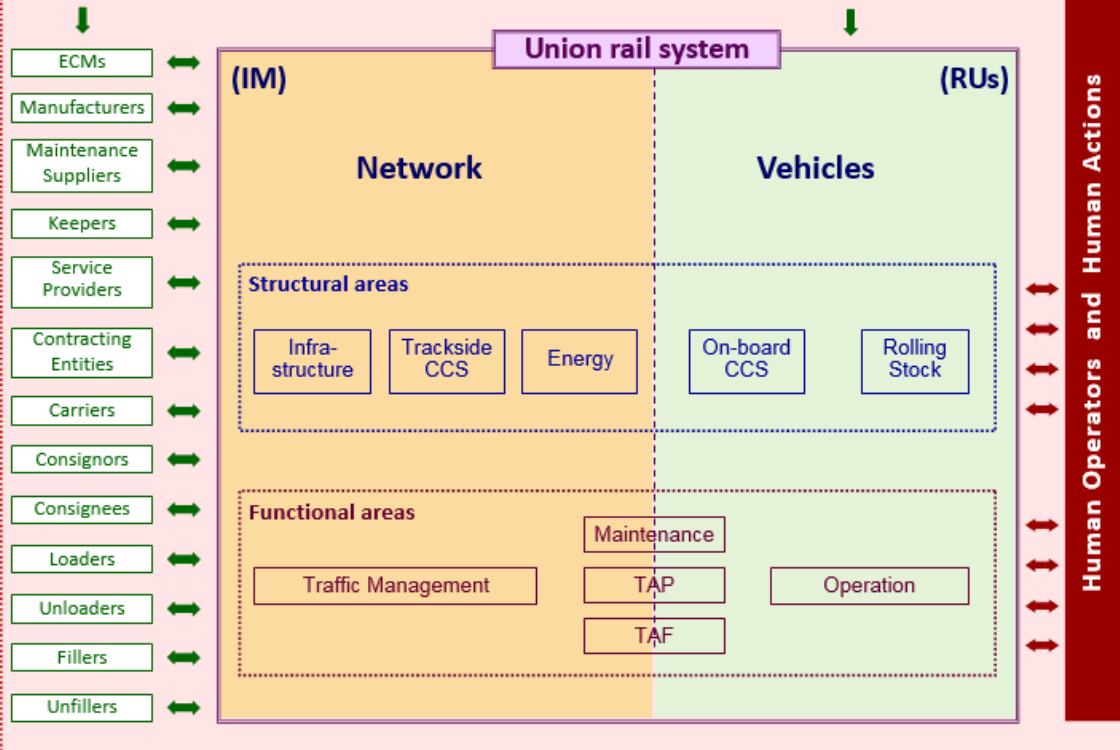 Union rail system
ECMs
Manufacturers
Maintenance
Suppliers
Keepers
Service
Providers
Contracting
Entities
Carriers
Consignors
Consignees
Loaders
Unloaders
Fillers
Unfillers
(IM)
(RUs)
Network
Vehicles
Structural areas
Infra-
structure
Trackside
CCS
Energy
On-board
CCS
Rolling
Stock
Functional areas
Maintenance
Traffic Management
TAP
Operation
TAF
Human Operators and Human Actions